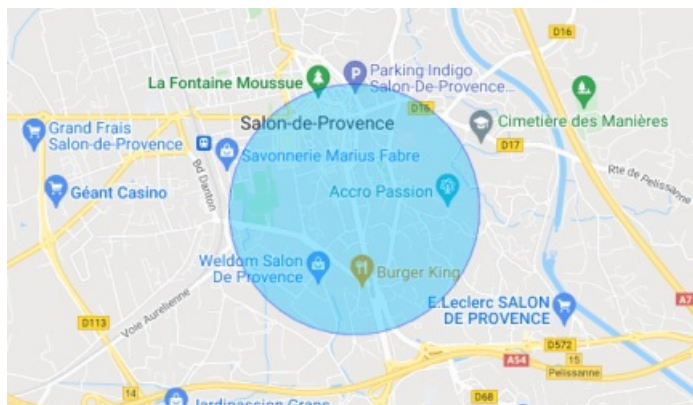 D16
La Fontaine Moussue
Parking Indigo
Salon-De-Provence...
D16
Salon-de-Provence
Cimetière des Manières
Grand Frais
Salon-de-Provence
D17
Savonnerie Marius Fabre
Rte de Pelissanne
Géant Casino
Bd Danton
Accro Passion
Weldom Salon
De Provence
Burger King
Voie Aurelienne
E.Leclerc SALON
DE PROVENCE
A7
D113
D572
A54
15
Pelissanne
14
D68
Jardipassion Grans